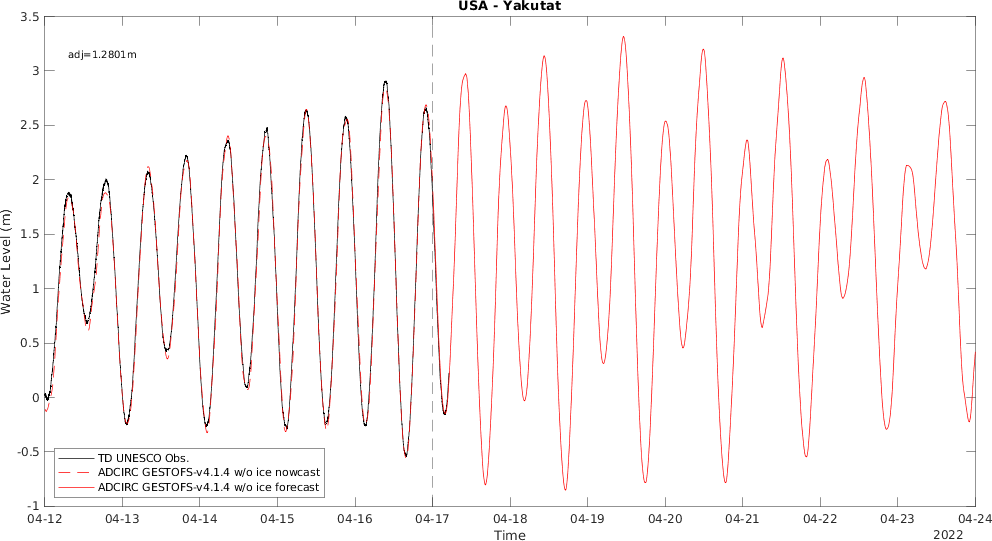 USA - Yakutat
adj=1.2801m
3.5
3
2.5
2
1.5
1
0.5
0
-0.5
-1
Water Level (m)
TD UNESCO Obs.
ADCIRC GESTOFS-v4.1.4 w/o ice nowcast
ADCIRC GESTOFS-v4.1.4 w/o ice forecast
04-12 04-13 04-14 04-15 04-16 04-17 04-18 04-19 04-20 04-21 04-22 04-23 04-24
Time
2022